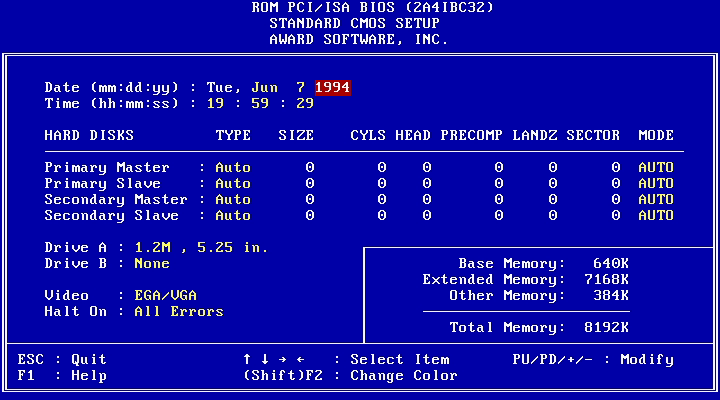 ROM PCI/ISA BIOS (2A4IBC32)
STANDARD CMOS SETUP
AWARD SOFTWARE, INC.
Date (mm:dd:yy) : Tue, Jun  7 1994
Time (hh:mm:ss) : 19 : 59 : 29
HARD DISKS TYPE SIZE CYLS HEAD PRECOMP LANDZ SECTOR MODE
Primary Master : Auto 0 0 0 0 0 0 AUTO
Primary Slave : Auto 0 0 0 0 0 0 AUTO
Secondary Master : Auto 0 0 0 0 0 0 AUTO
Secondary Slave : Auto 0 0 0 0 0 0 AUTO
Drive A : 1.2M , 5.25 in.
Drive B : None
Video : EGA/VGA
Halt On : All Errors
Base Memory: 640K
Extended Memory: 7168K
Other Memory: 384K
Total Memory: 8192K
ESC : Quit ↑ ↓ → ← : Select Item PU/PD/+/- : Modify
F1 : Help (Shift)F2 : Change Color